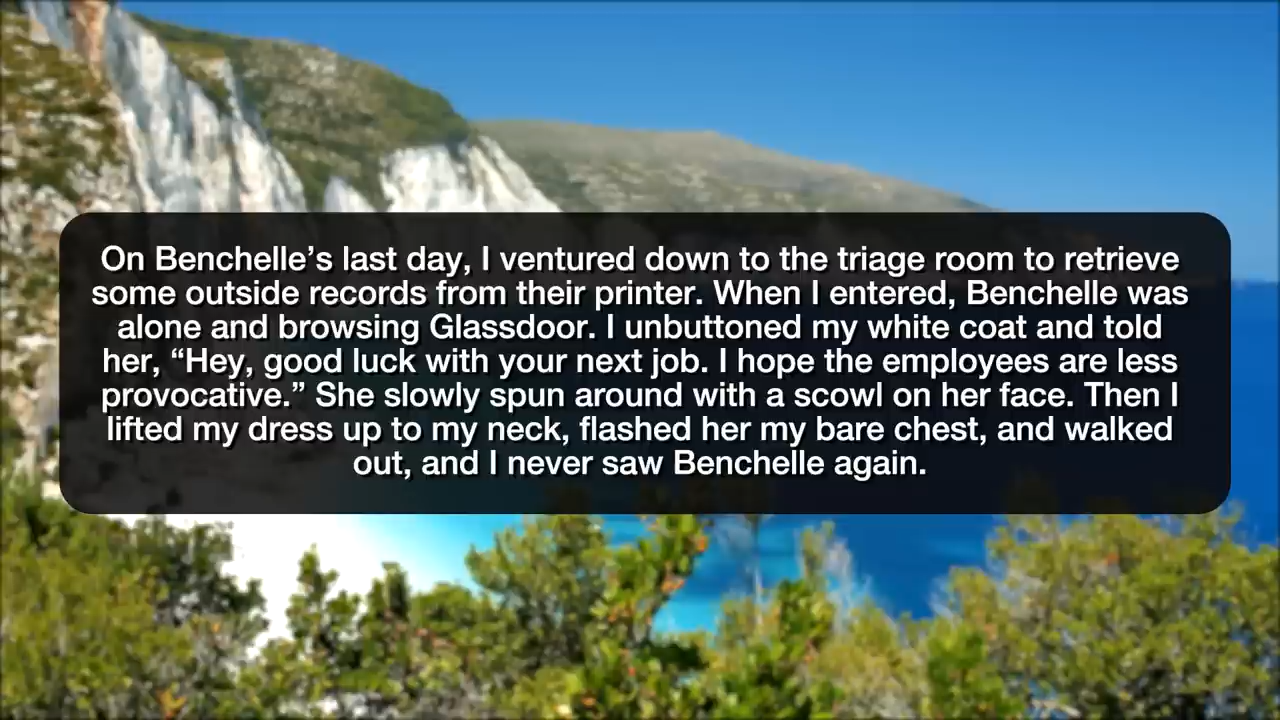 On Benchelle’s last day, I ventured down to the triage room to retrieve
some outside records from their printer. When I entered, Benchelle was
alone and browsing Glassdoor. I unbuttoned my white coat and told
her, “Hey, good luck with your next job. I hope the employees are less
provocative.” She slowly spun around with a scowl on her face. Then I
lifted my dress up to my neck, flashed her my bare chest, and walked
out, and I never saw Benchelle again.